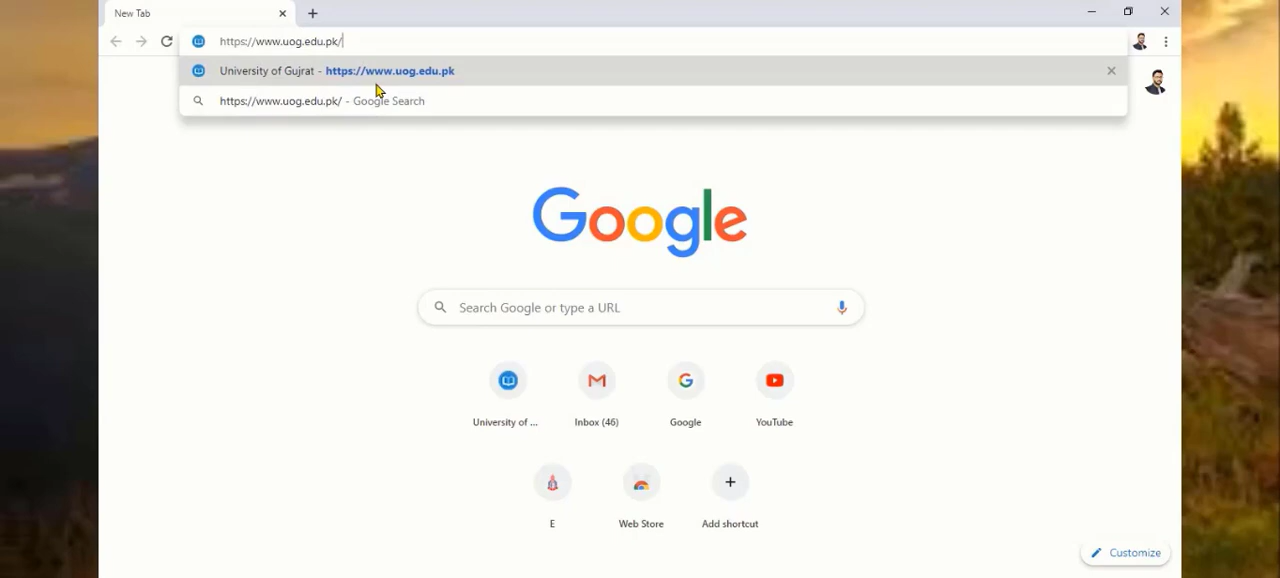 New Tab
https://www.uog.edu.pk/
University of Gujrat - https://www.uog.edu.pk
https://www.uog.edu.pk/ - Google Search
Google
Search Google or type a URL
University of ...
Inbox (46)
Google
YouTube
E
Web Store
Add shortcut
Customize